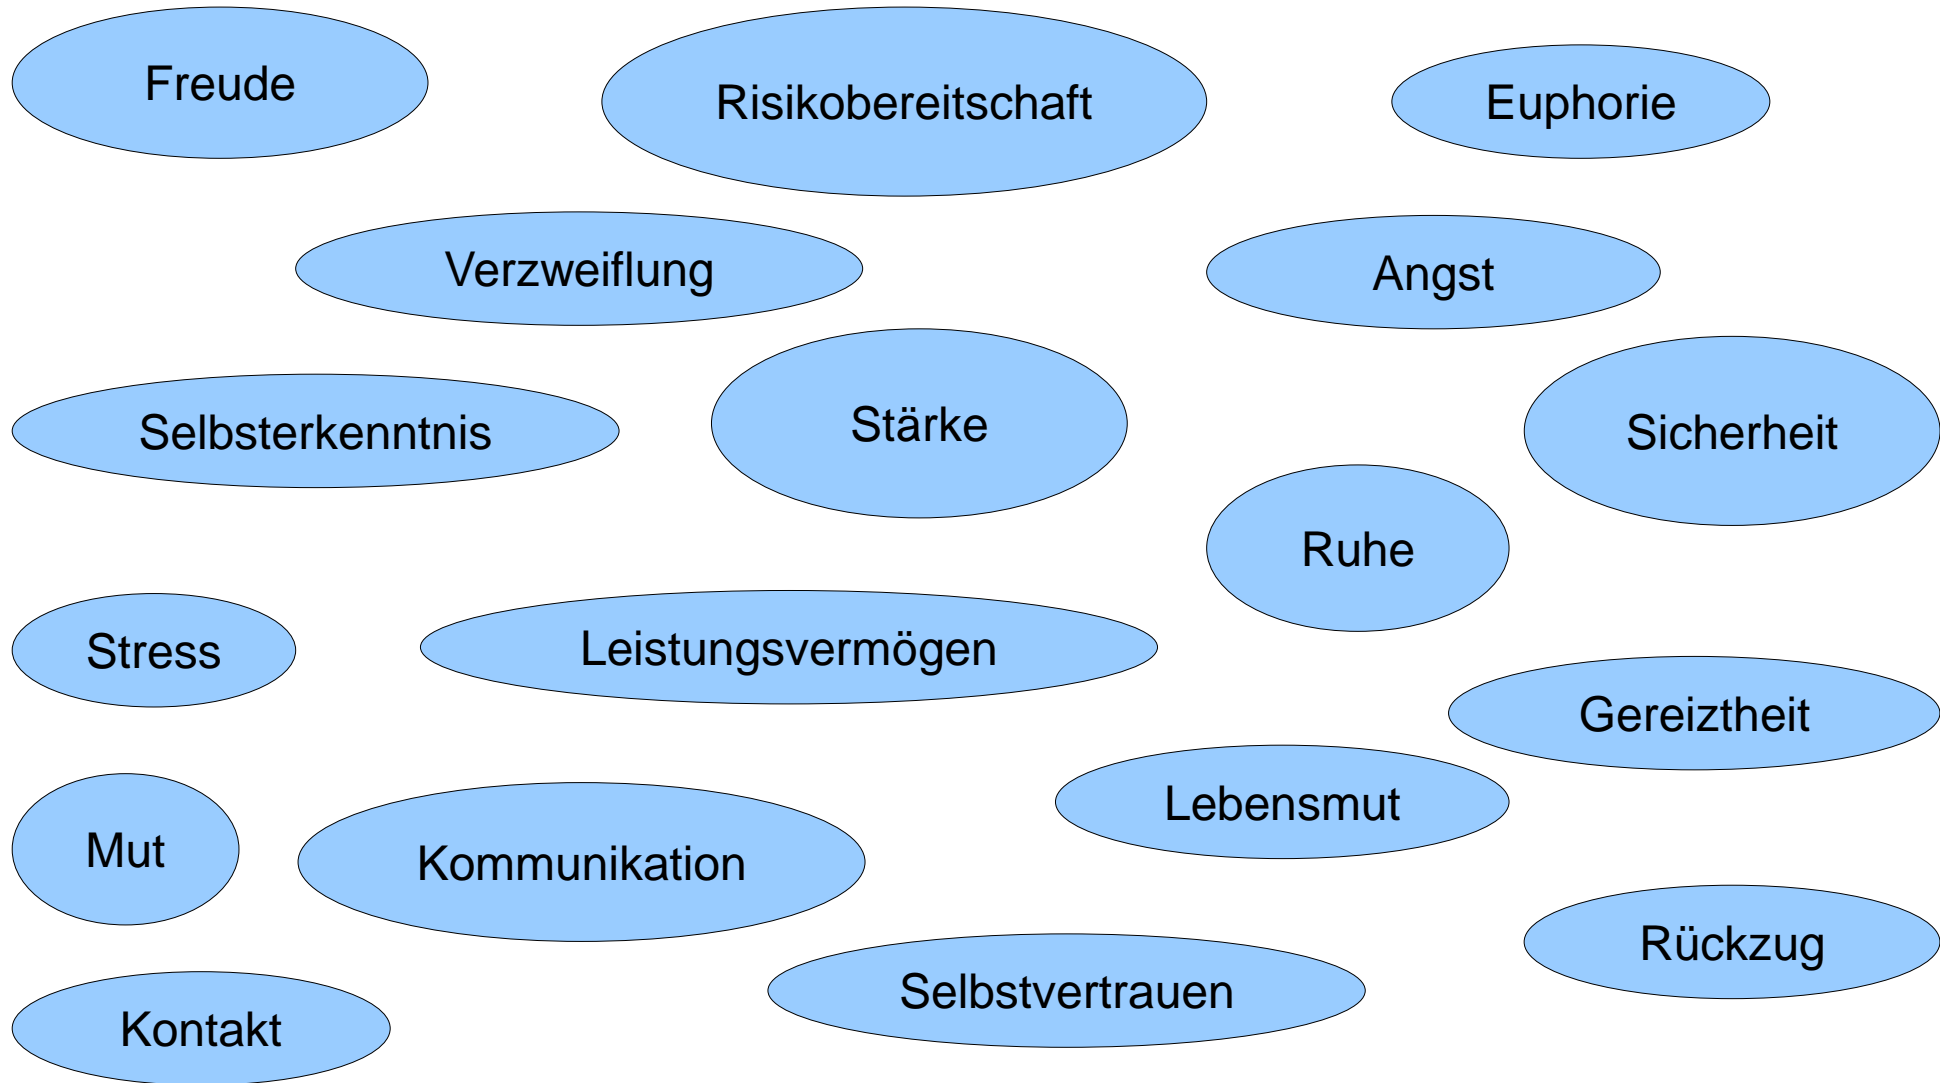 Freude
Risikobereitschaft
Euphorie
Verzweiflung
Angst
Selbsterkenntnis
Stärke
Sicherheit
Ruhe
Stress
Leistungsvermögen
Gereiztheit
Lebensmut
Mut
Kommunikation
Rückzug
Selbstvertrauen
Kontakt